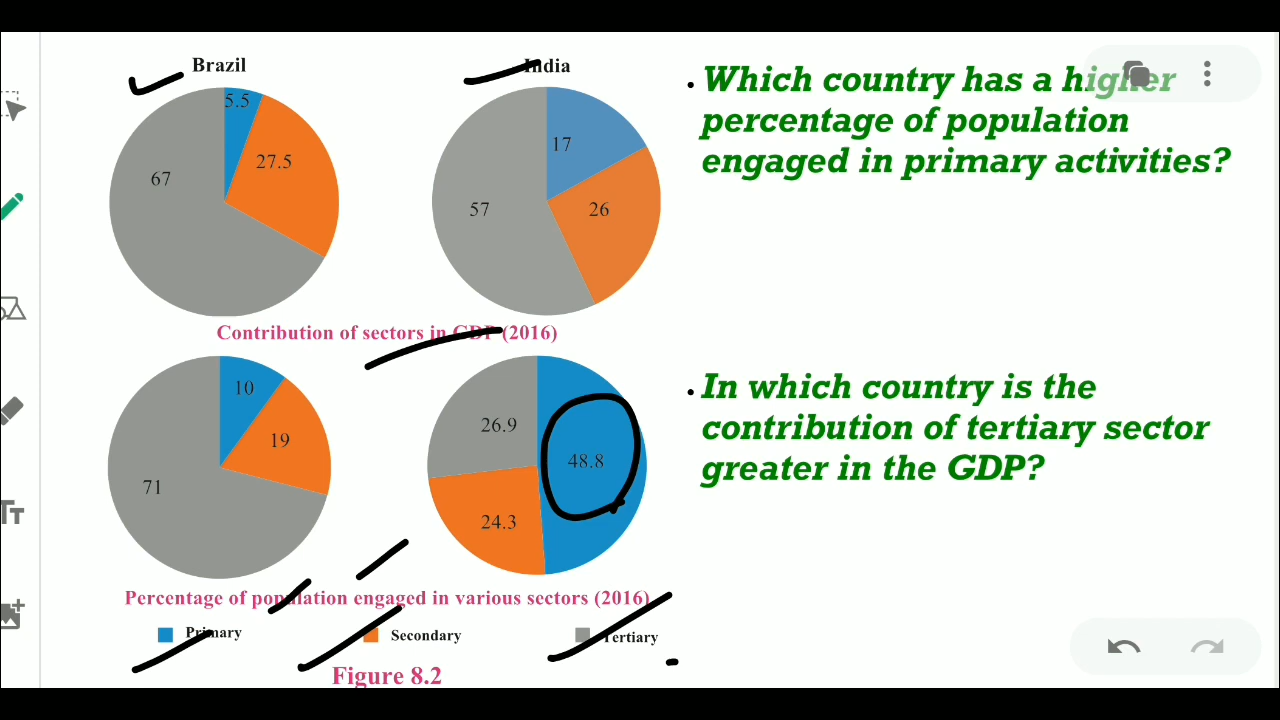 Brazil
India
5.5
27.5
67
17
26
57
Contribution of sectors in GDP (2016)
10
19
71
26.9
48.8
24.3
Percentage of population engaged in various sectors (2016)
Primary
Secondary
Tertiary
Figure 8.2
• Which country has a higher
percentage of population
engaged in primary activities?
• In which country is the
contribution of tertiary sector
greater in the GDP?
TT